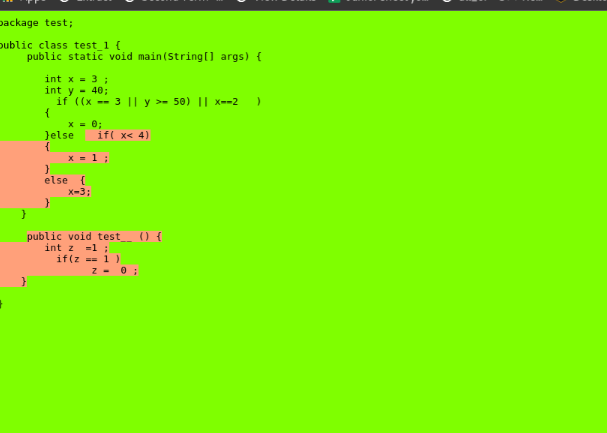 package test;
public class test_1 {
public static void main(String[] args) {
int x = 3 ;
int y = 40;
if ((x == 3 || y >= 50) || x==2   )
{
x = 0;
}else    if( x< 4)
{
x = 1 ;
}
else  {
x=3;
}
}
public void test__ () {
int z  =1 ;
if(z == 1 )
z =  0 ;
}
}